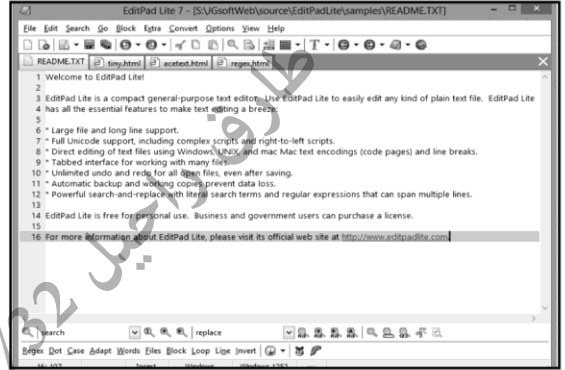 EditPad Lite 7 - [S:\JGsoftWeb\source\EditPadLite\samples\README.TXT]
File Edit Search Go Block Extra Convert Options View Help
README.TXT tiny.html acetext.html regex.html
1 Welcome to EditPad Lite!
2
3 EditPad Lite is a compact general-purpose text editor. Use EditPad Lite to easily edit any kind of plain text file. EditPad Lite
4 has all the essential features to make text editing a breeze:
5
6 * Large file and long line support.
7 * Full Unicode support, including complex scripts and right-to-left scripts.
8 * Direct editing of text files using Windows, UNIX, and mac Mac text encodings (code pages) and line breaks.
9 * Tabbed interface for working with many files.
10 * Unlimited undo and redo for all open files, even after saving.
11 * Automatic backup and working copies prevent data loss.
12 * Powerful search-and-replace with literal search terms and regular expressions that can span multiple lines.
13
14 EditPad Lite is free for personal use. Business and government users can purchase a license.
15
16 For more information about EditPad Lite, please visit its official web site at http://www.editpadlite.com.
search replace
Regex Dot Case Adapt Words Files Block Loop Line Invert
16: 107 Insert Windows Windows 1252
طارق راجيل
/32